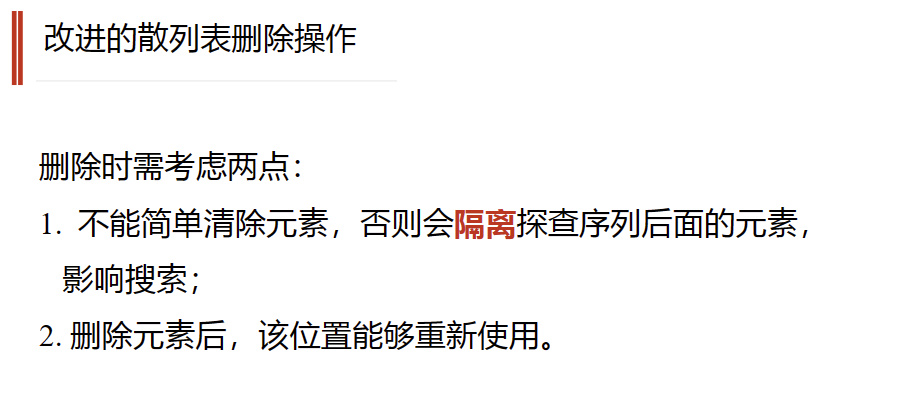 改进的散列表删除操作
删除时需考虑两点：
1. 不能简单清除元素，否则会隔离探查序列后面的元素，
影响搜索；
2. 删除元素后，该位置能够重新使用。